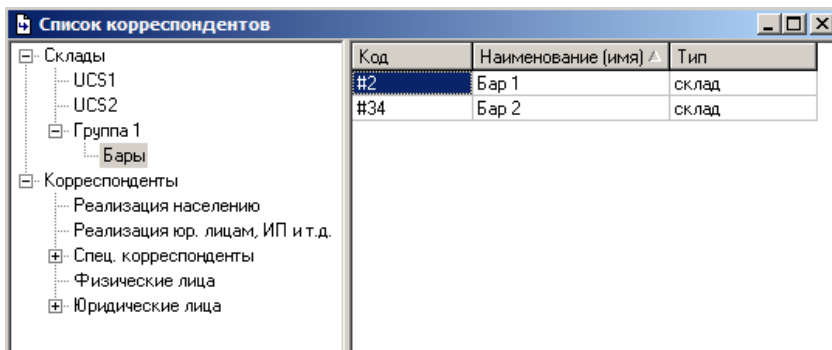 Список корреспондентов
Склады
UCS1
UCS2
Группа 1
Бары
Корреспонденты
Реализация населению
Реализация юр. лицам, ИП и т.д.
Спец. корреспонденты
Физические лица
Юридические лица
Код Наименование (имя) Тип
#2 Бар 1 склад
#34 Бар 2 склад